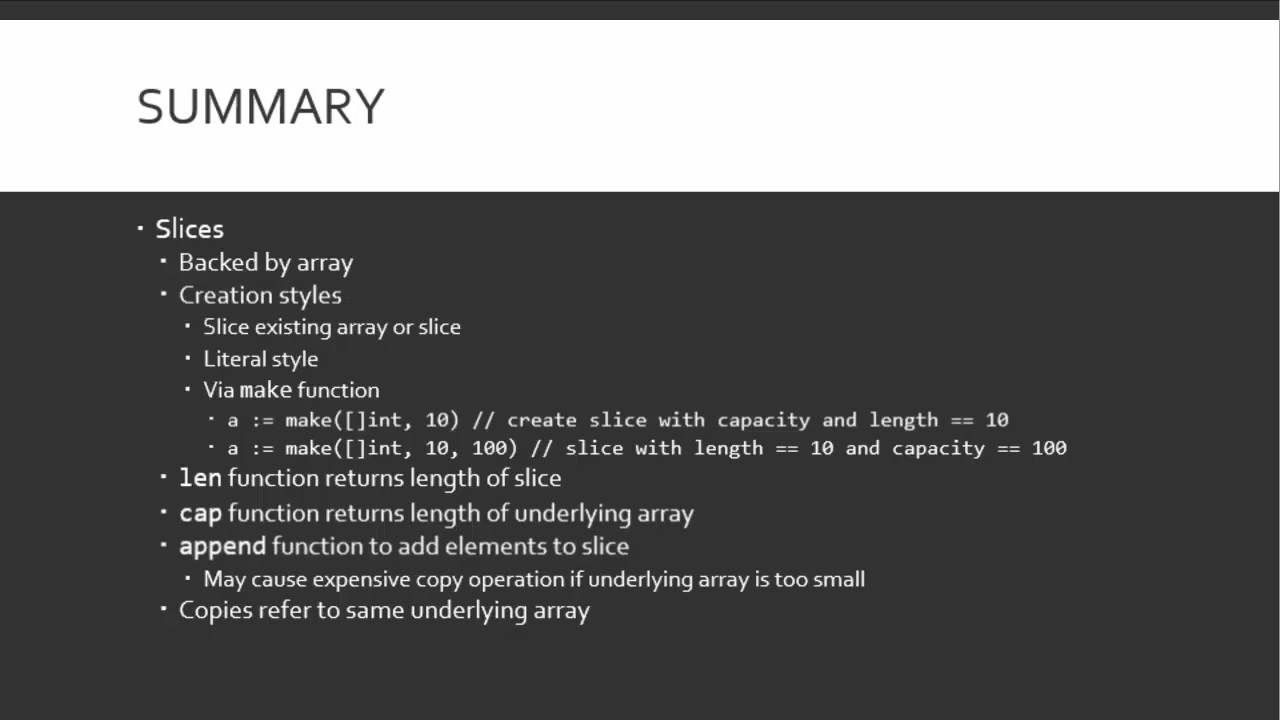 SUMMARY
▪ Slices
▪ Backed by array
▪ Creation styles
▪ Slice existing array or slice
▪ Literal style
▪ Via make function
▪ a := make([]int, 10) // create slice with capacity and length == 10
▪ a := make([]int, 10, 100) // slice with length == 10 and capacity == 100
▪ len function returns length of slice
▪ cap function returns length of underlying array
▪ append function to add elements to slice
▪ May cause expensive copy operation if underlying array is too small
▪ Copies refer to same underlying array